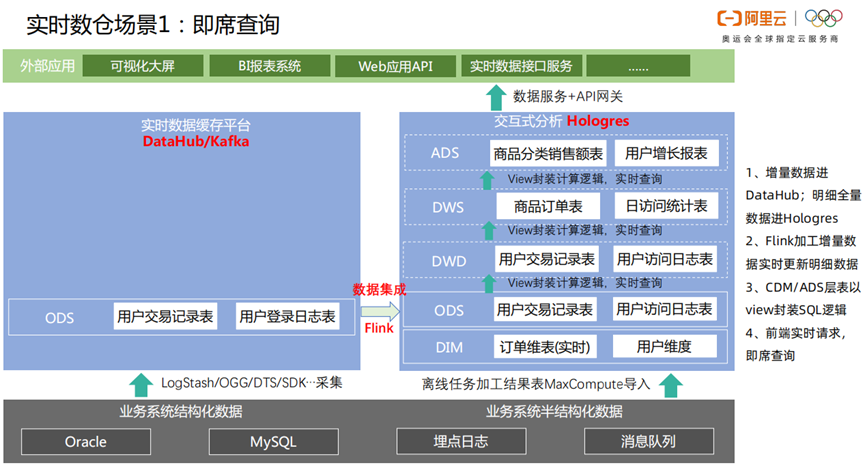 实时数仓场景1：即席查询
阿里云
奥运会全球指定云服务商
外部应用
可视化大屏
BI报表系统
Web应用API
实时数据接口服务
......
数据服务+API网关
实时数据缓存平台
DataHub/Kafka
ODS
用户交易记录表
用户登录日志表
数据集成
Flink
交互式分析 Hologres
ADS
商品分类销售额表
用户增长报表
View封装计算逻辑，实时查询
DWS
商品订单表
日访问统计表
View封装计算逻辑，实时查询
DWD
用户交易记录表
用户访问日志表
View封装计算逻辑，实时查询
ODS
用户交易记录表
用户访问日志表
DIM
订单维表(实时)
用户维度
1、增量数据进
DataHub；明细全量
数据进Hologres
2、Flink加工增量数
据实时更新明细数据
3、CDM/ADS层表以
view封装SQL逻辑
4、前端实时请求，
即席查询
LogStash/OGG/DTS/SDK…采集
离线任务加工结果表MaxCompute导入
业务系统结构化数据
业务系统半结构化数据
Oracle
MySQL
埋点日志
消息队列